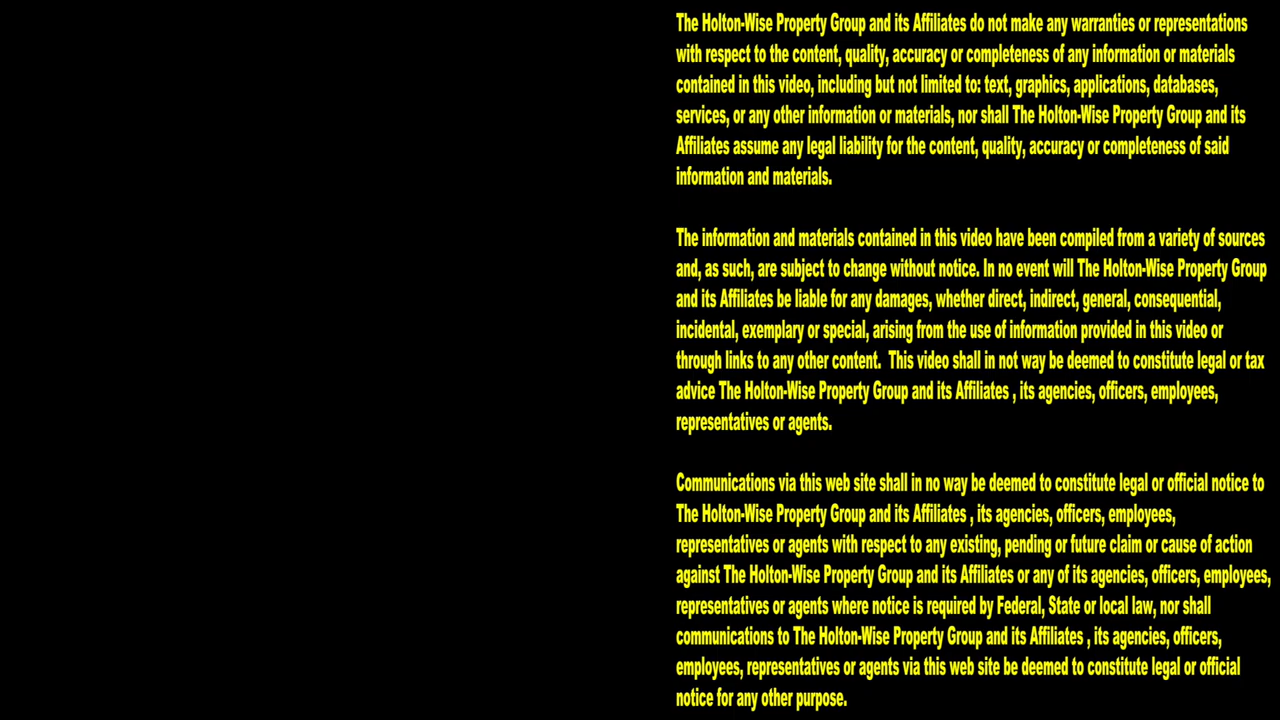 The Holton-Wise Property Group and its Affiliates do not make any warranties or representations
with respect to the content, quality, accuracy or completeness of any information or materials
contained in this video, including but not limited to: text, graphics, applications, databases,
services, or any other information or materials, nor shall The Holton-Wise Property Group and its
Affiliates assume any legal liability for the content, quality, accuracy or completeness of said
information and materials.
The information and materials contained in this video have been compiled from a variety of sources
and, as such, are subject to change without notice. In no event will The Holton-Wise Property Group
and its Affiliates be liable for any damages, whether direct, indirect, general, consequential,
incidental, exemplary or special, arising from the use of information provided in this video or
through links to any other content.  This video shall in not way be deemed to constitute legal or tax
advice The Holton-Wise Property Group and its Affiliates , its agencies, officers, employees,
representatives or agents.
Communications via this web site shall in no way be deemed to constitute legal or official notice to
The Holton-Wise Property Group and its Affiliates , its agencies, officers, employees,
representatives or agents with respect to any existing, pending or future claim or cause of action
against The Holton-Wise Property Group and its Affiliates or any of its agencies, officers, employees,
representatives or agents where notice is required by Federal, State or local law, nor shall
communications to The Holton-Wise Property Group and its Affiliates , its agencies, officers,
employees, representatives or agents via this web site be deemed to constitute legal or official
notice for any other purpose.